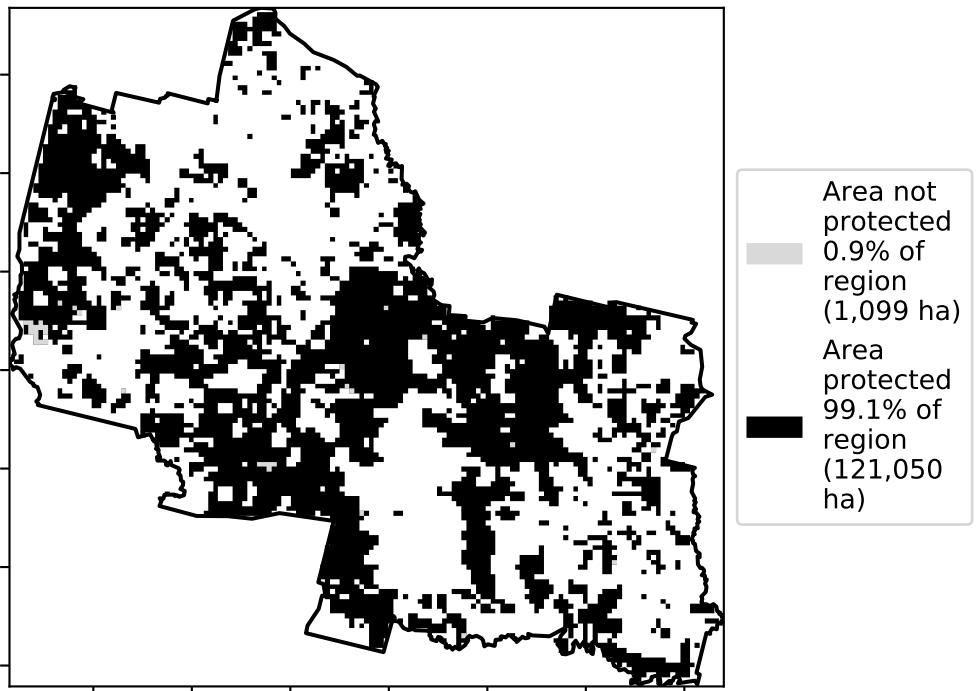 Area not
protected
0.9% of
region
(1,099 ha)
Area
protected
99.1% of
region
(121,050
ha)